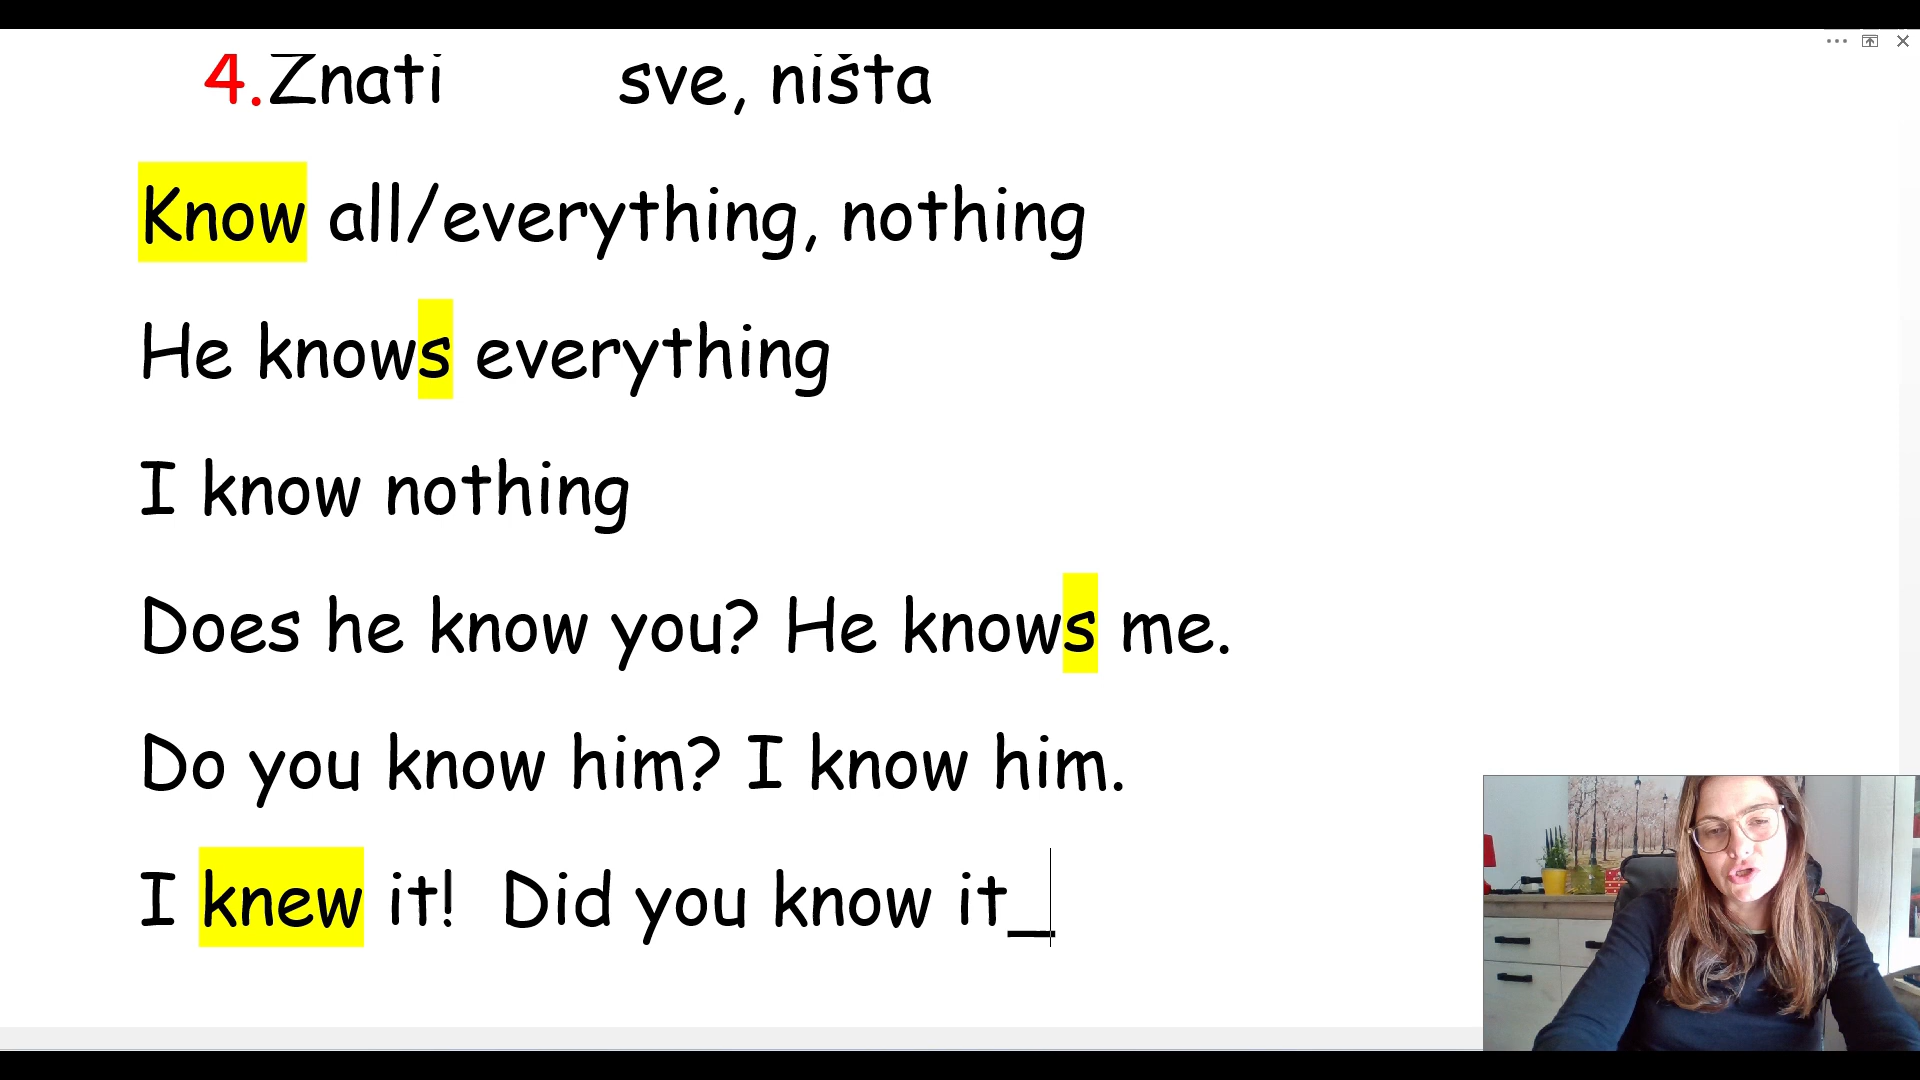 4.Znati sve, ništa
Know all/everything, nothing
He knows everything
I know nothing
Does he know you? He knows me.
Do you know him? I know him.
I knew it! Did you know it_